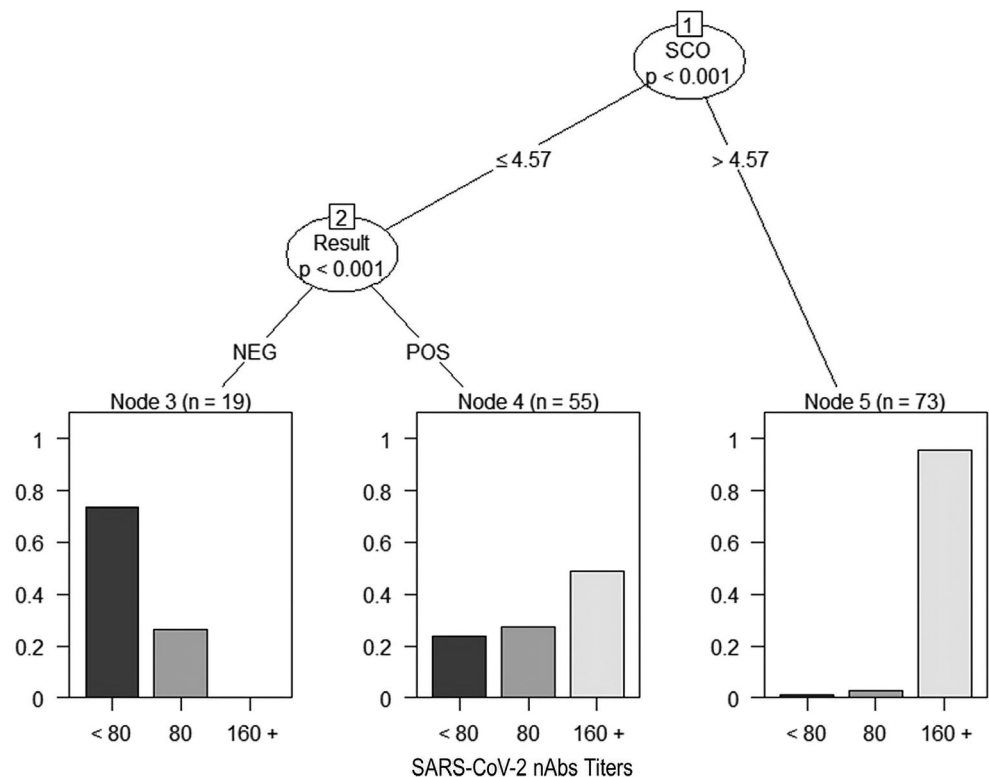 1
SCO
p < 0.001
≤ 4.57
> 4.57
2
Result
p < 0.001
NEG
POS
Node 3 (n = 19)
1
0.8
0.6
0.4
0.2
0
< 80 80 160 +
Node 4 (n = 55)
1
0.8
0.6
0.4
0.2
0
< 80 80 160 +
Node 5 (n = 73)
1
0.8
0.6
0.4
0.2
0
< 80 80 160 +
SARS-CoV-2 nAbs Titers